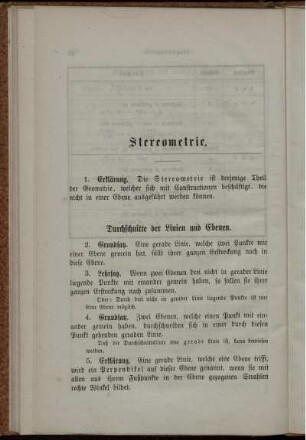 Stereometrie.
1. Erklärung. Die Stereometrie ist derjenige Theil
der Geometrie, welcher sich mit Constructionen beschäftigt, die
nicht in einer Ebene ausgeführt werden können.
Durchschnitte der Linien und Ebenen.
2. Grundsatz. Eine gerade Linie, welche zwei Punkte mit
einer Ebene gemein hat, fällt ihrer ganzen Erstreckung nach in
diese Ebene.
3. Lehrsatz. Wenn zwei Ebenen drei nicht in gerader Linie
liegende Punkte mit einander gemein haben, so fallen sie ihrer
ganzen Erstreckung nach zusammen.
Oder: Durch drei nicht in gerader Linie liegende Punkte ist nur
eine Ebene möglich.
4. Grundsatz. Zwei Ebenen, welche einen Punkt mit ein-
ander gemein haben, durchschneiden sich in einer durch diesen
Punkt gehenden geraden Linie.
Daß der Durchschnittslinie eine gerade Linie ist, kann bewiesen
werden.
5. Erklärung. Eine gerade Linie, welche eine Ebene trifft,
wird ein Perpendikel auf dieser Ebene genannt, wenn sie mit
allen aus ihrem Fußpunkte in der Ebene gezogenen Strahlen
rechte Winkel bildet.